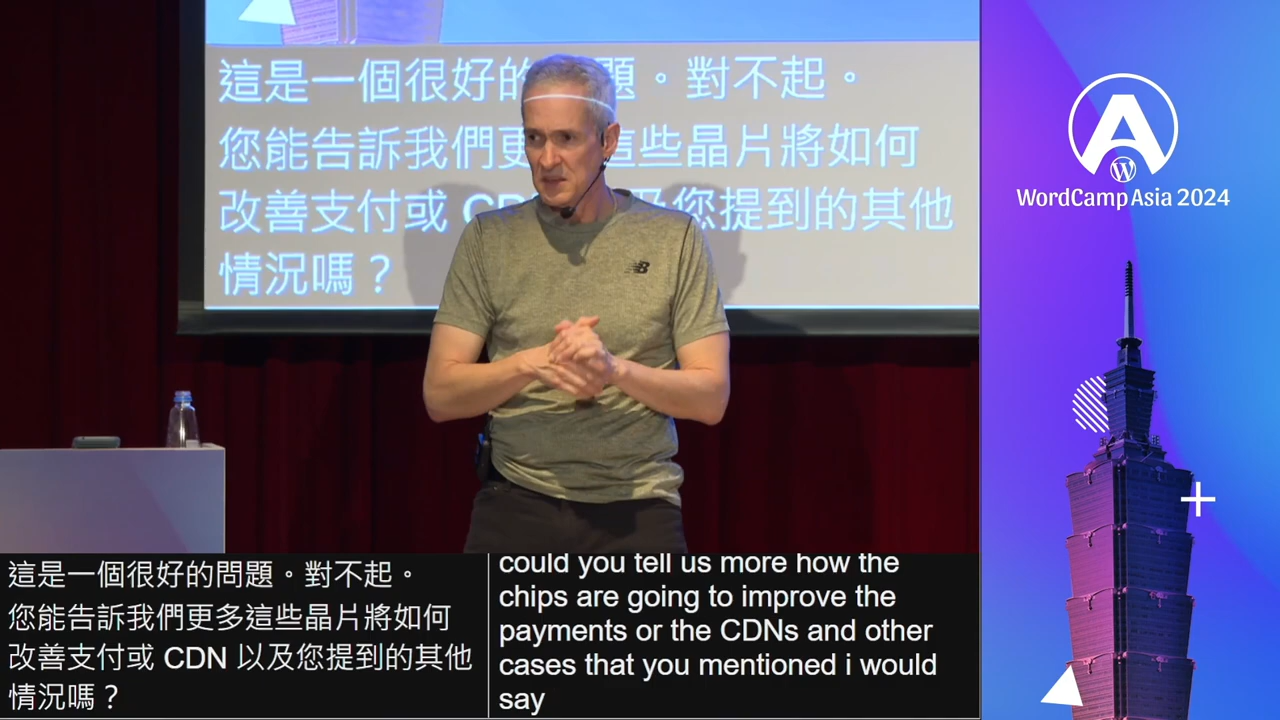 這是一個很好的題。對不起。
您能告訴我們更這些晶片將如何
改善支付或 CD及您提到的其他
情況嗎？
WordCamp Asia 2024
這是一個很好的問題。對不起。
您能告訴我們更多這些晶片將如何
改善支付或 CDN 以及您提到的其他
情況嗎？
could you tell us more how the
chips are going to improve the
payments or the CDNs and other
cases that you mentioned i would
say